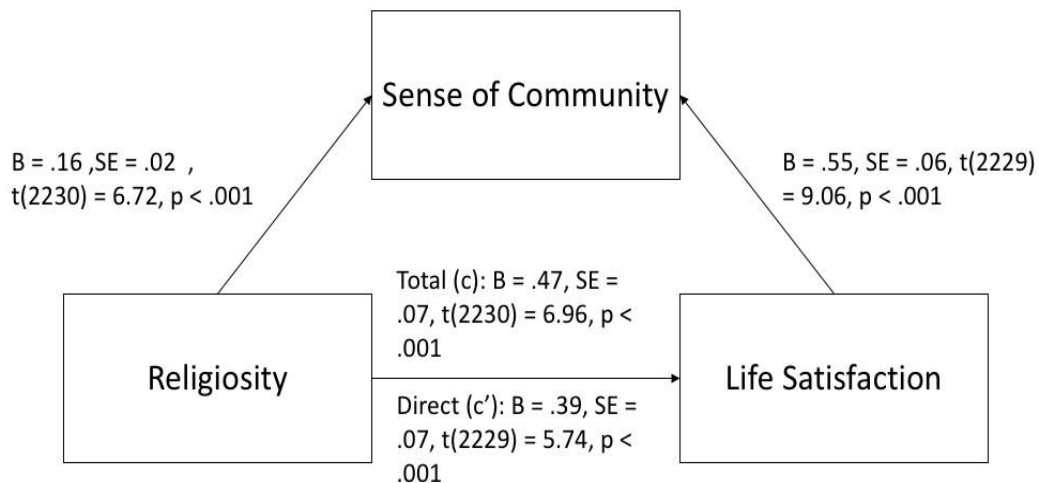 Sense of Community
B = .16 ,SE = .02 ,
t(2230) = 6.72, p < .001
B = .55, SE = .06, t(2229)
= 9.06, p < .001
Total (c): B = .47, SE =
.07, t(2230) = 6.96, p <
.001
Religiosity
Life Satisfaction
Direct (c’): B = .39, SE =
.07, t(2229) = 5.74, p <
.001